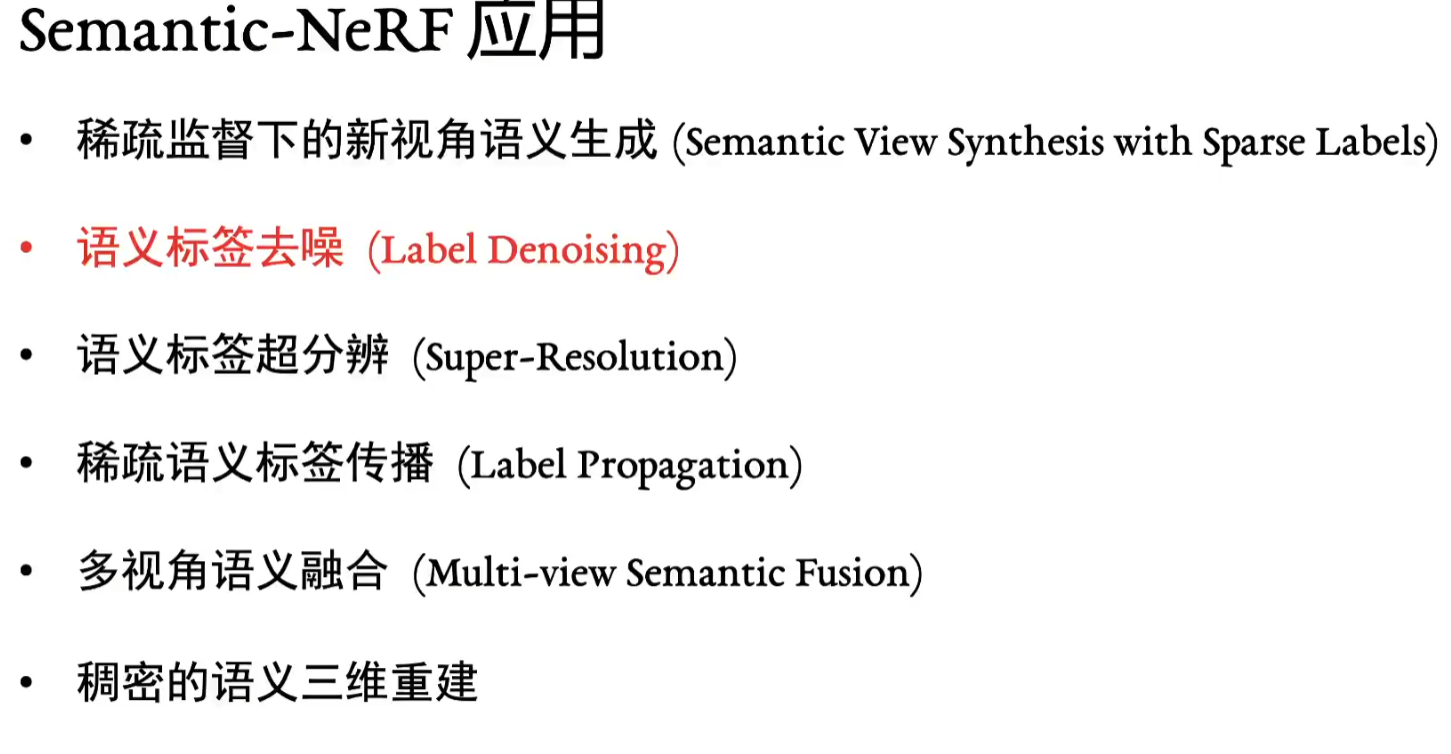 Semantic-NeRF 应用
• 稀疏监督下的新视角语义生成 (Semantic View Synthesis with Sparse Labels)
• 语义标签去噪 (Label Denoising)
• 语义标签超分辨 (Super-Resolution)
• 稀疏语义标签传播 (Label Propagation)
• 多视角语义融合 (Multi-view Semantic Fusion)
• 稠密的语义三维重建